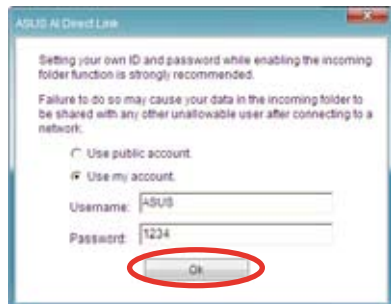 ASUS AI Direct Link
Setting your own ID and password while enabling the incoming
folder function is strongly recommended.
Failure to do so may cause your data in the incoming folder to
be shared with any other unallowable user after connecting to a
network.
Use public account.
Use my account.
Username: ASUS
Password: 1234
Ok